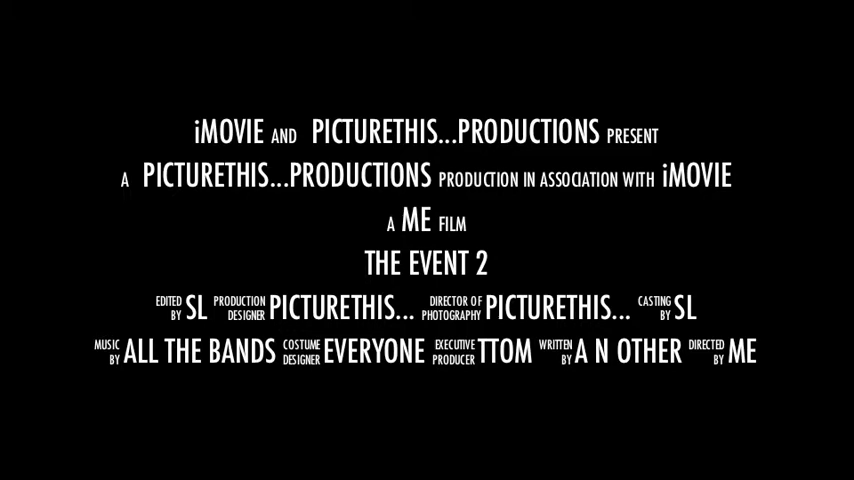 iMOVIE AND PICTURETHIS...PRODUCTIONS PRESENT
A PICTURETHIS...PRODUCTIONS PRODUCTION IN ASSOCIATION WITH iMOVIE
A ME FILM
THE EVENT 2
EDITED BY SL PRODUCTION DESIGNER PICTURETHIS... DIRECTOR OF PHOTOGRAPHY PICTURETHIS... CASTING BY SL
MUSIC BY ALL THE BANDS COSTUME DESIGNER EVERYONE EXECUTIVE PRODUCER TTOM WRITTEN BY A N OTHER DIRECTED BY ME